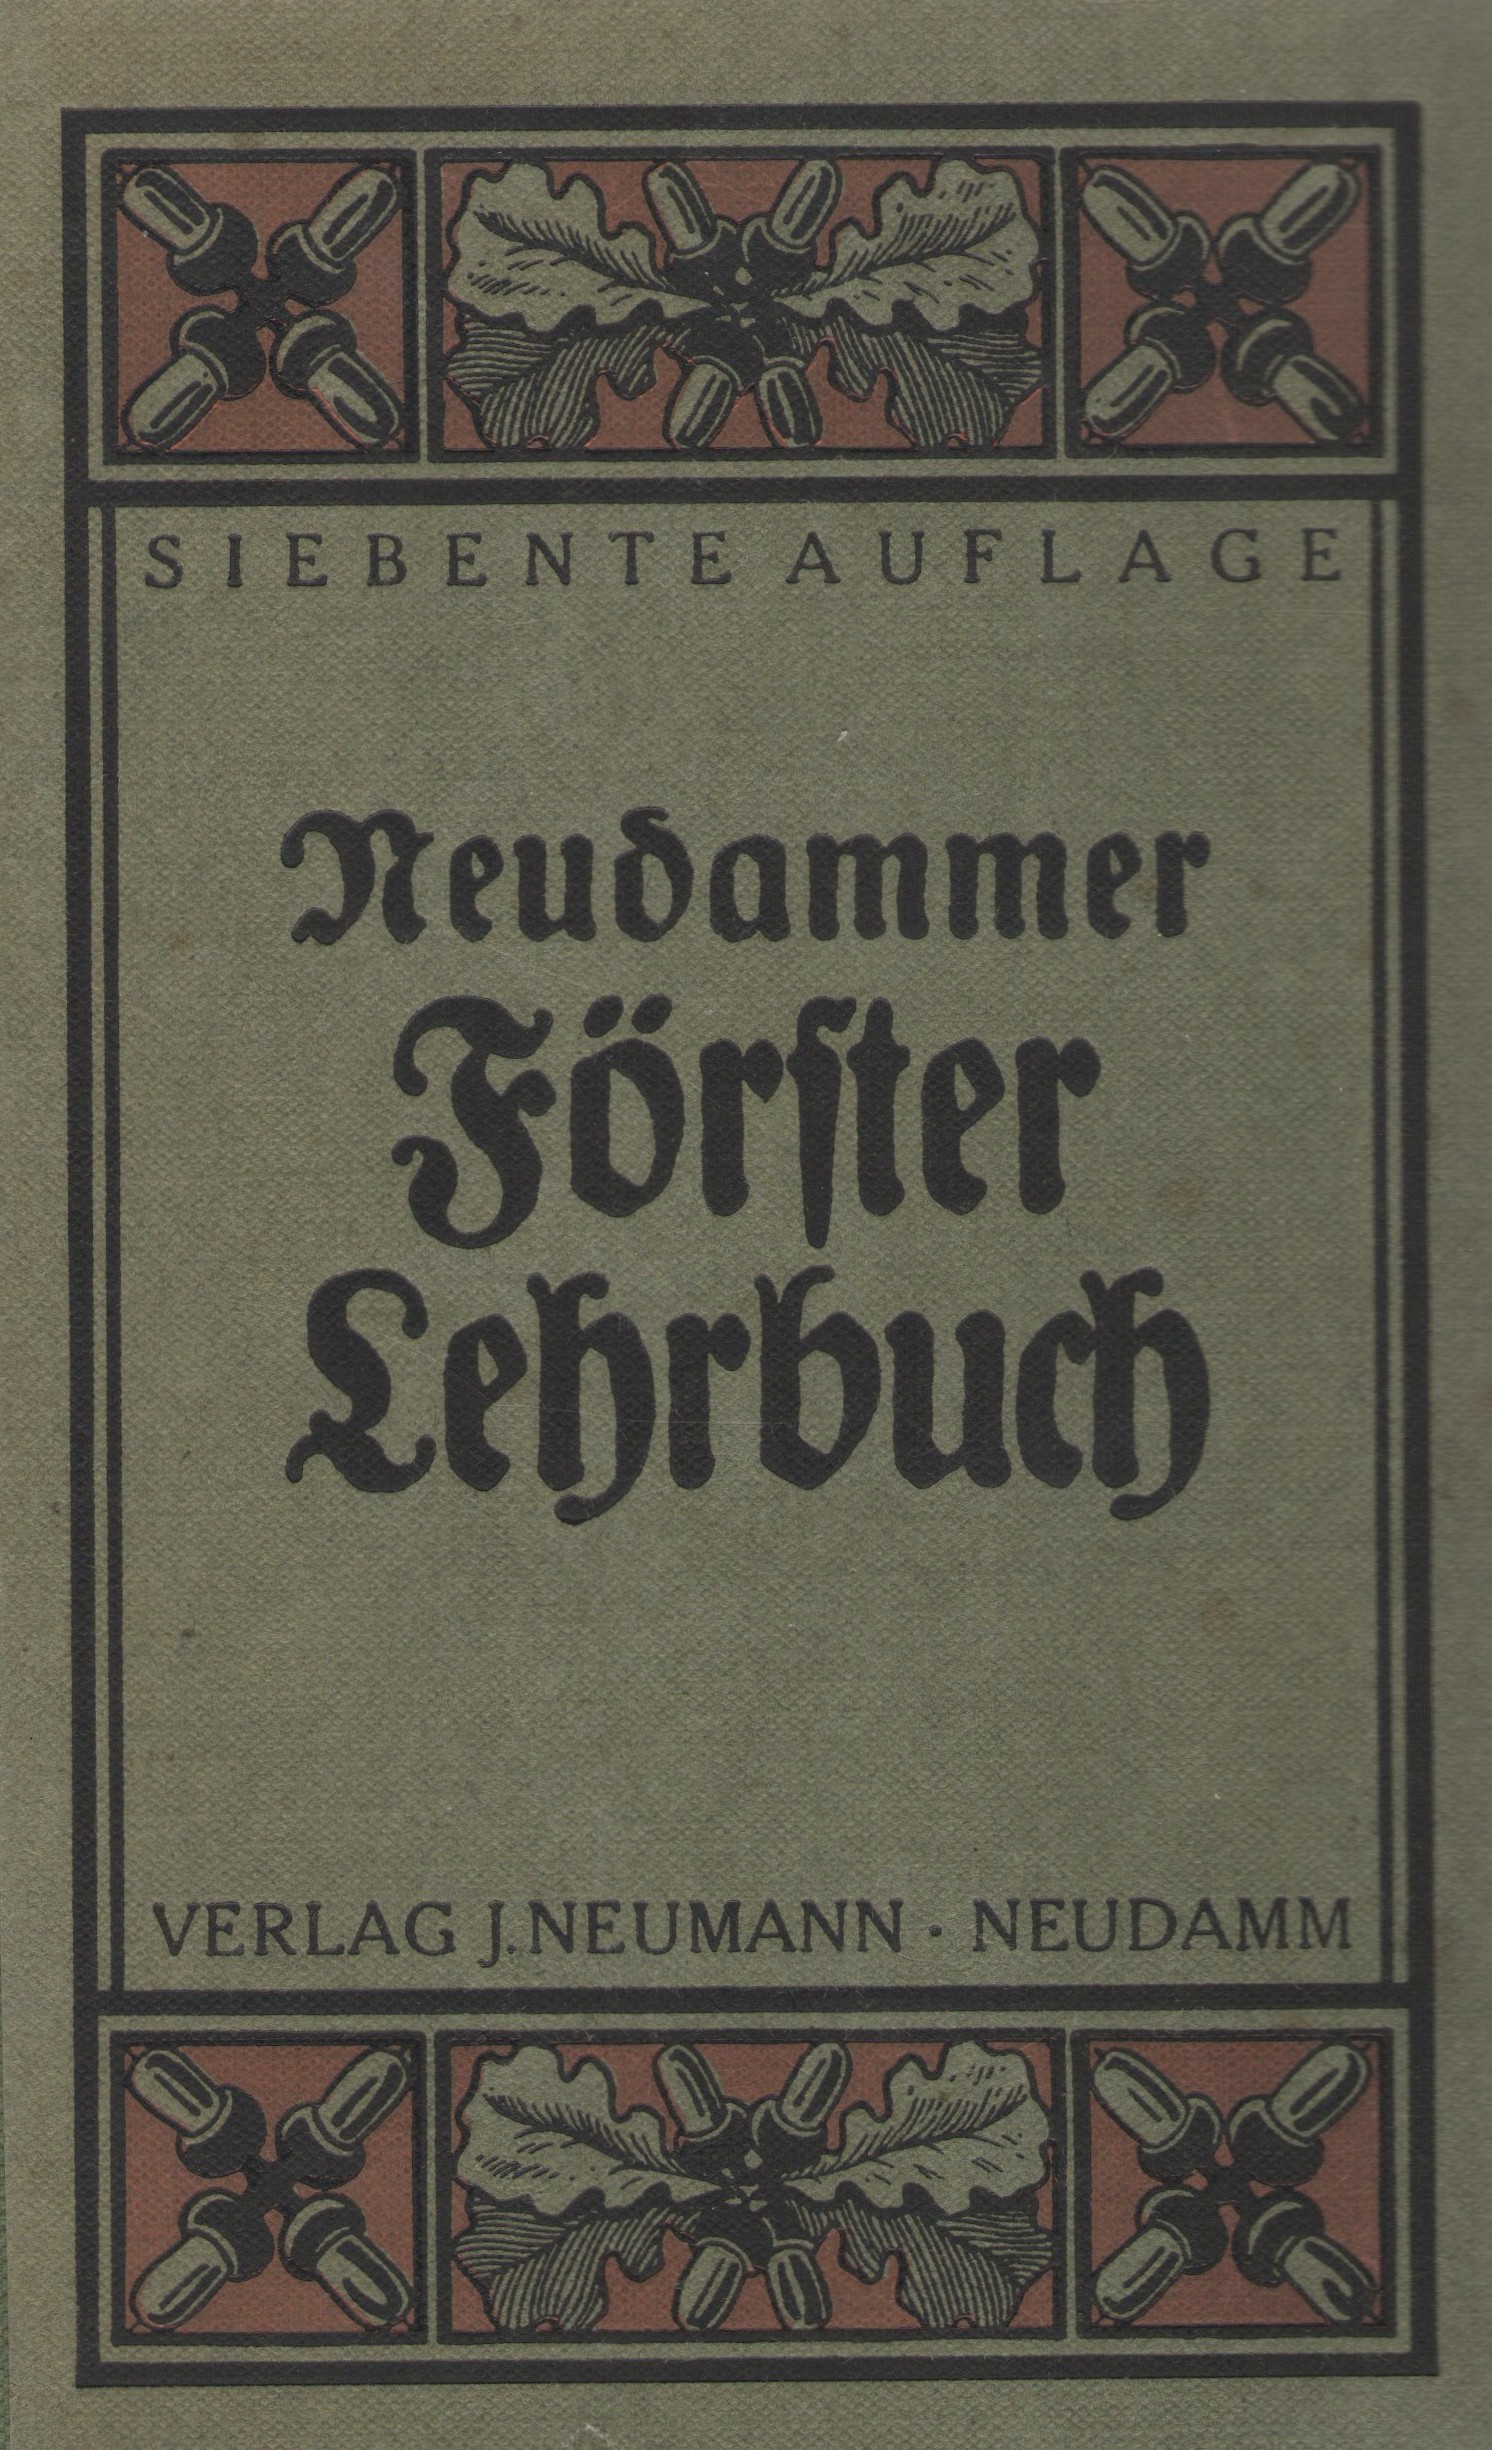 SIEBENTE AUFLAGE
Neudammer
Förſter
Lehrbuch
VERLAG J. NEUMANN · NEUDAMM